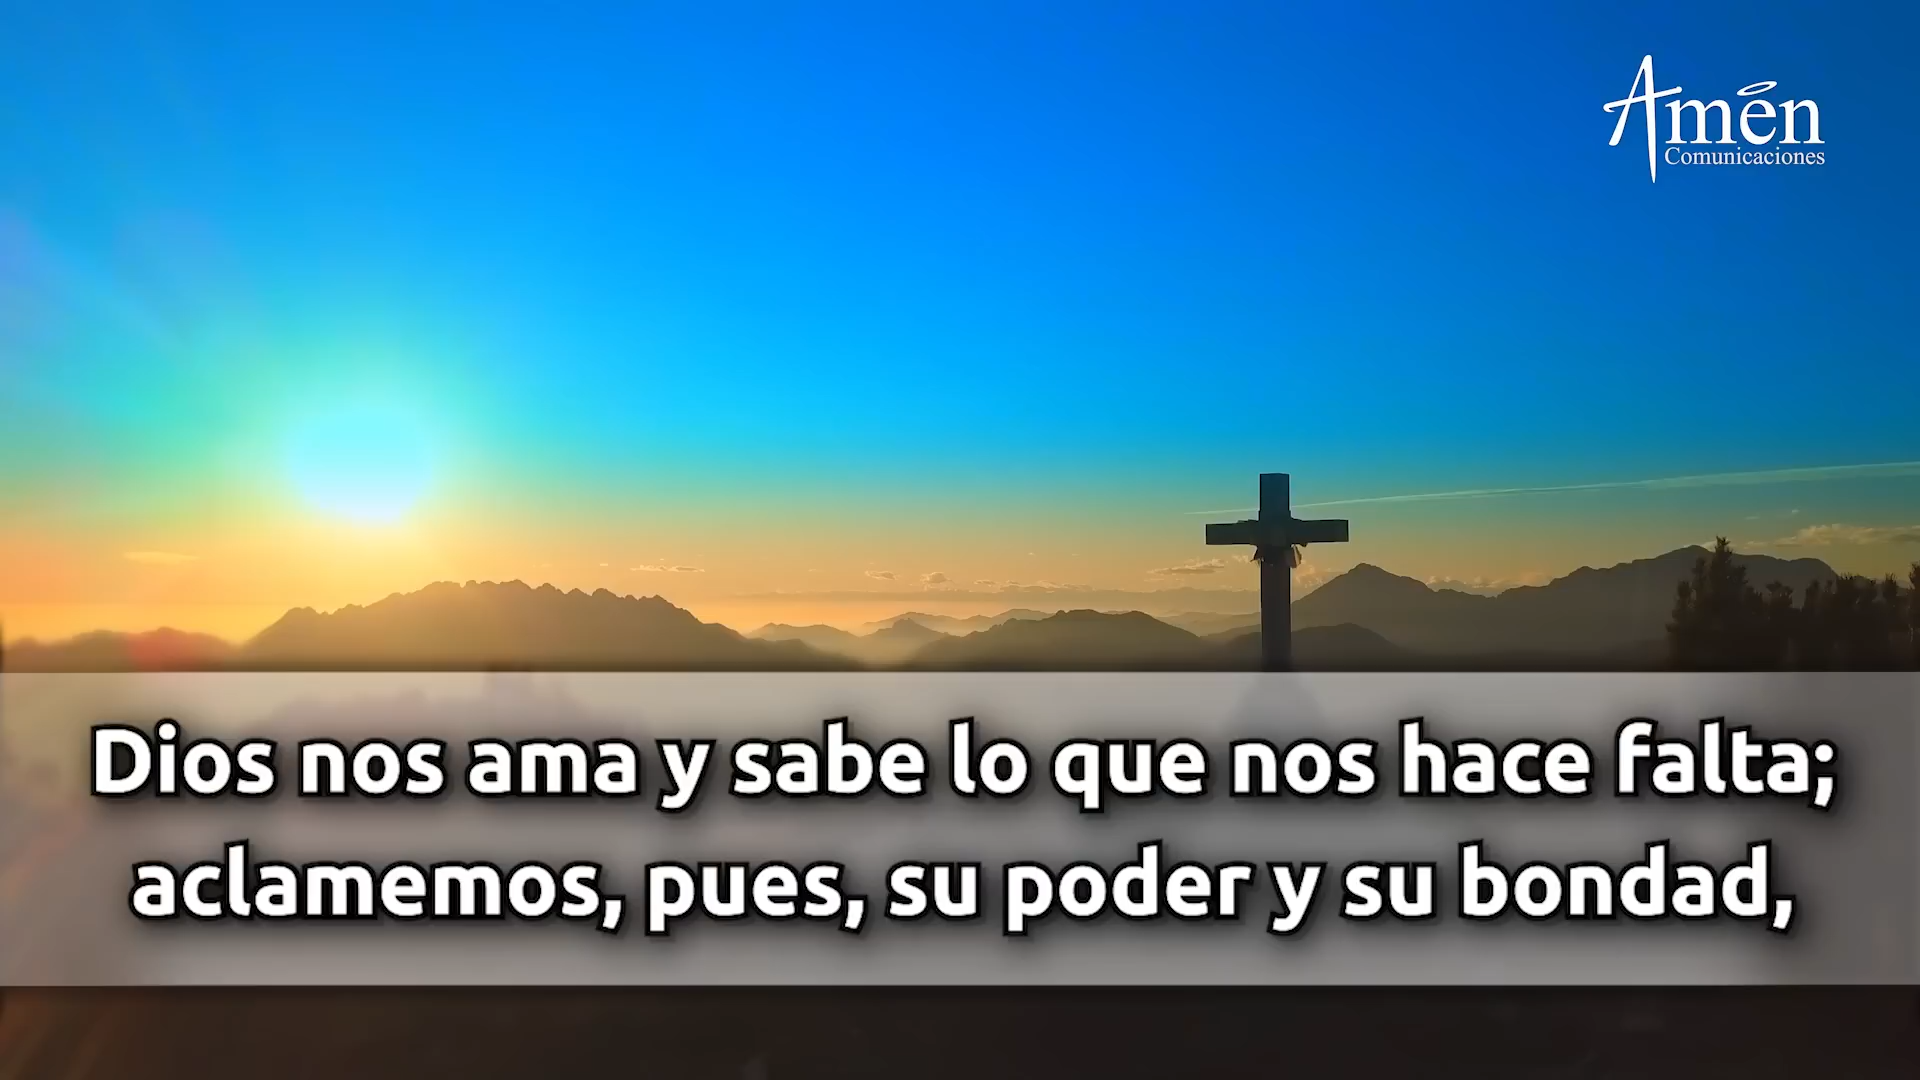 Amén
Comunicaciones
Dios nos ama y sabe lo que nos hace falta;
aclamemos, pues, su poder y su bondad,